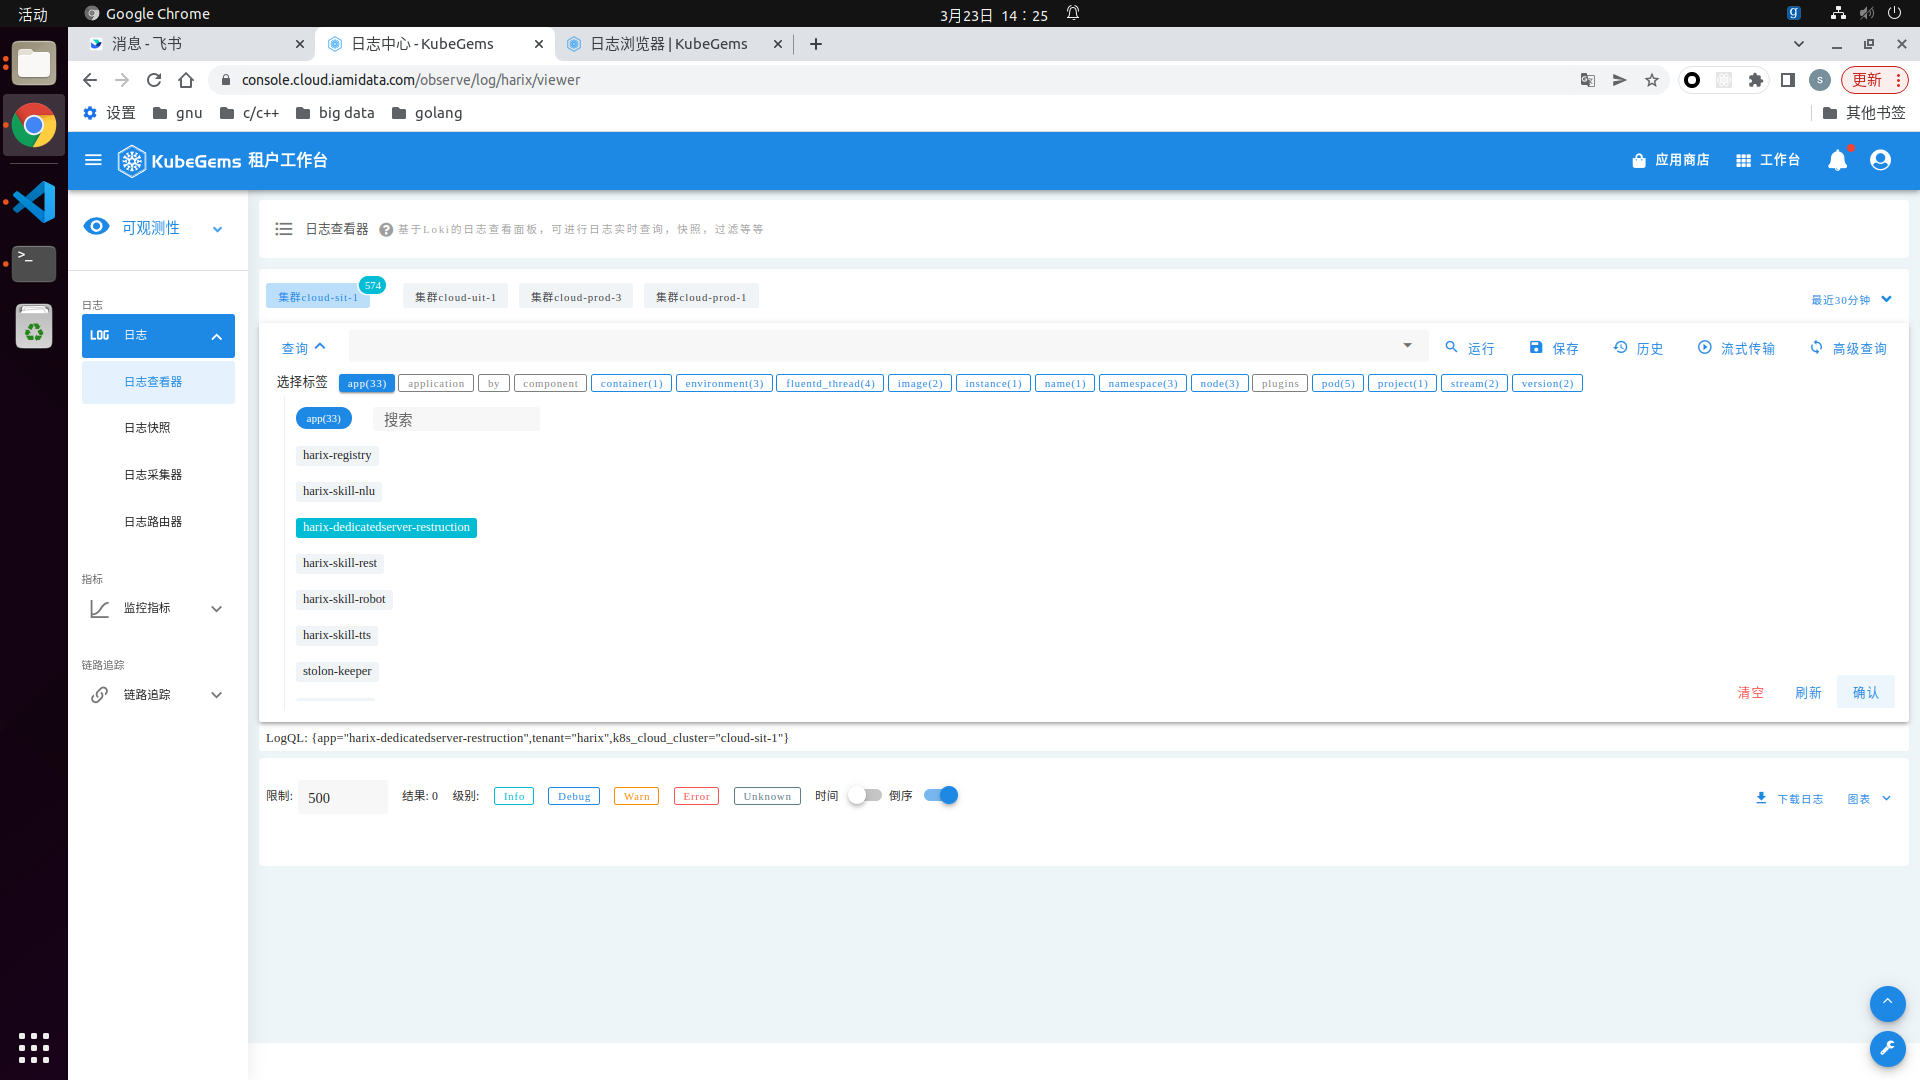 活动 Google Chrome 3月23日 14：25
消息 - 飞书 日志中心 - KubeGems 日志浏览器 | KubeGems
console.cloud.iamidata.com/observe/log/harix/viewer S 更新
设置 gnu c/c++ big data golang 其他书签
KubeGems 租户工作台 应用商店 工作台
可观测性
日志
LOG 日志
日志查看器
日志快照
日志采集器
日志路由器
指标
监控指标
链路追踪
链路追踪
日志查看器 基于Loki的日志查看面板，可进行日志实时查询，快照，过滤等等
集群cloud-sit-1 574 集群cloud-uit-1 集群cloud-prod-3 集群cloud-prod-1 最近30分钟
查询 运行 保存 历史 流式传输 高级查询
选择标签 app(33) application by component container(1) environment(3) fluentd_thread(4) image(2) instance(1) name(1) namespace(3) node(3) plugins pod(5) project(1) stream(2) version(2)
app(33) 搜索
harix-registry
harix-skill-nlu
harix-dedicatedserver-restruction
harix-skill-rest
harix-skill-robot
harix-skill-tts
stolon-keeper
清空 刷新 确认
LogQL: {app="harix-dedicatedserver-restruction",tenant="harix",k8s_cloud_cluster="cloud-sit-1"}
限制: 500 结果: 0 级别: Info Debug Warn Error Unknown 时间 倒序 下载日志 图表